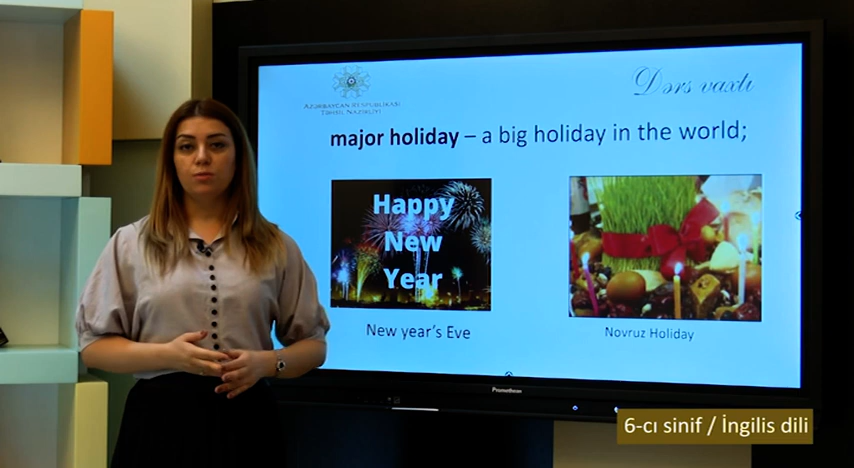 AZƏRBAYCAN RESPUBLİKASI
TƏHSİL NAZİRLİYİ
Dərs vaxtı
major holiday – a big holiday in the world;
Happy
New
Year
New year's Eve
Novruz Holiday
Promethean
6-cı sinif / İngilis dili